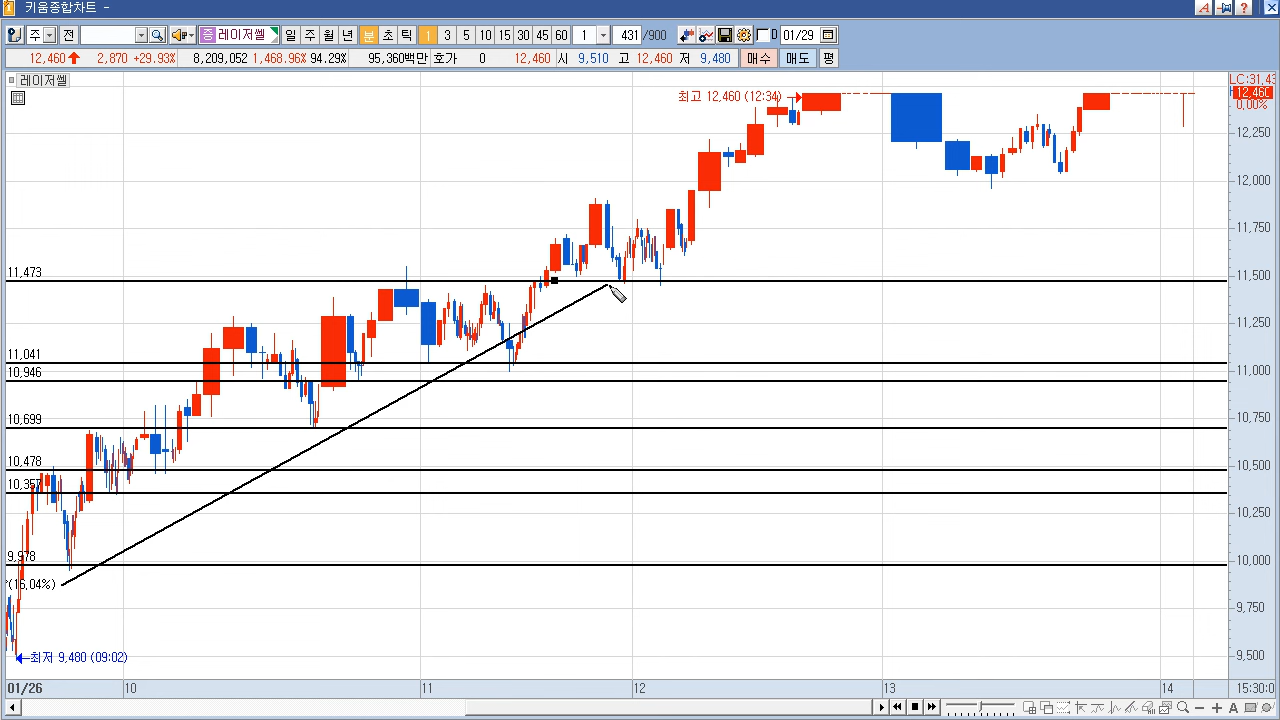 키움종합차트 -
주 전 증 레이저쎌 일 주 월 년 분 초 틱 1 3 5 10 15 30 45 60 1 431 /900 D 01/29
12,460 2,870 +29.93% 8,209,052 1,468.96% 94.29% 95,360백만 호가 0 12,460 시 9,510 고 12,460 저 9,480 매수 매도 평
레이저쎌
LC:31,43
최고 12,460 (12:34)
12,460
0,00%
12,250
12,000
11,750
11,473
11,500
11,250
11,041
11,000
10,946
10,750
10,699
10,478
10,500
10,357
10,250
9,978
10,000
(15,04%)
9,750
최저 9,480 (09:02)
9,500
01/26 10 11 12 13 14 15:30:0